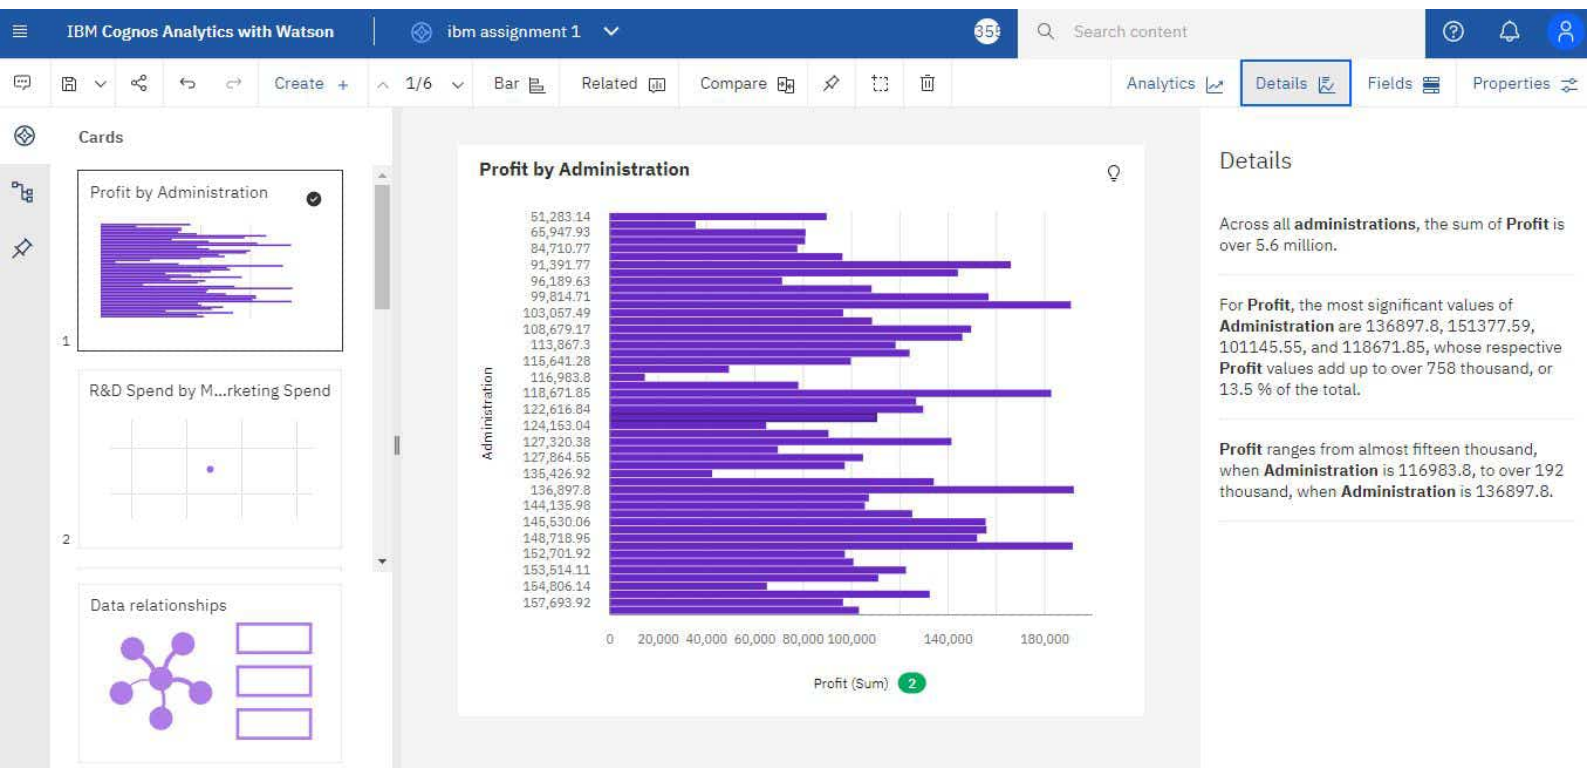 IBM Cognos Analytics with Watson
ibm assignment 1
355
Search content
Create +
1/6
Bar
Related
Compare
Analytics
Details
Fields
Properties
Cards
Profit by Administration
1
R&D Spend by M...rketing Spend
2
Data relationships
Profit by Administration
Administration
51,283.14
65,947.93
84,710.77
91,391.77
96,189.63
99,814.71
103,057.49
108,679.17
113,867.3
115,641.28
116,983.8
118,671.85
122,616.84
124,153.04
127,320.38
127,864.55
135,426.92
136,897.8
144,135.98
145,530.06
148,718.95
152,701.92
153,514.11
154,806.14
157,693.92
0 20,000 40,000 60,000 80,000 100,000 140,000 180,000
Profit (Sum) 2
Details
Across all administrations, the sum of Profit is
over 5.6 million.
For Profit, the most significant values of
Administration are 136897.8, 151377.59,
101145.55, and 118671.85, whose respective
Profit values add up to over 758 thousand, or
13.5 % of the total.
Profit ranges from almost fifteen thousand,
when Administration is 116983.8, to over 192
thousand, when Administration is 136897.8.